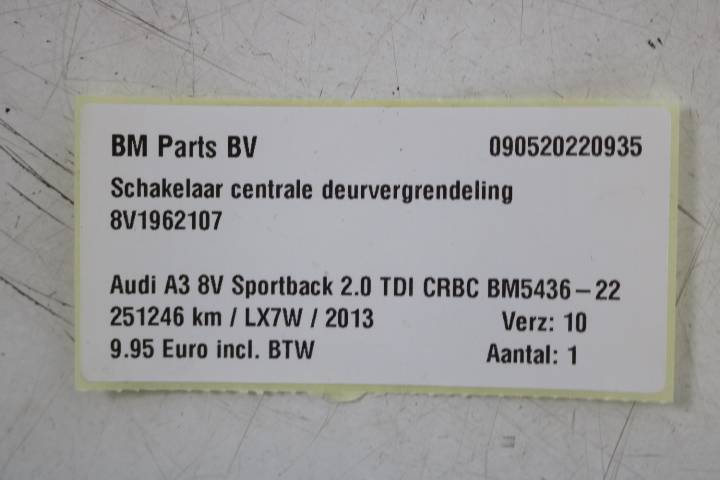 BM Parts BV 090520220935
Schakelaar centrale deurvergrendeling
8V1962107
Audi A3 8V Sportback 2.0 TDI CRBC BM5436-22
251246 km / LX7W / 2013 Verz: 10
9.95 Euro incl. BTW Aantal: 1